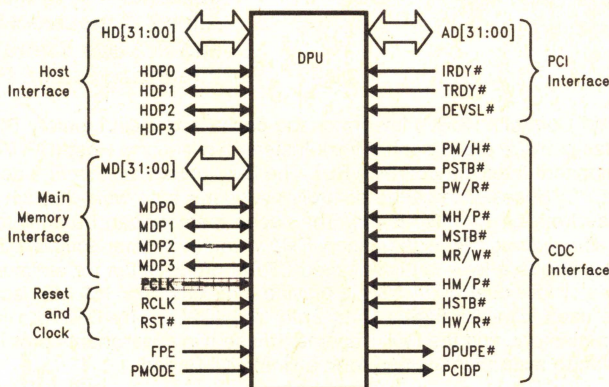 HD[31:00]
HDP0
HDP1
HDP2
HDP3
Host
Interface
MD[31:00]
MDP0
MDP1
MDP2
MDP3
Main
Memory
Interface
PCLK
RCLK
RST#
Reset
and
Clock
FPE
PMODE
DPU
AD[31:00]
IRDY#
TRDY#
DEVSL#
PCI
Interface
PM/H#
PSTB#
PW/R#
MH/P#
MSTB#
MR/W#
HM/P#
HSTB#
HW/R#
DPUPE#
PCIDP
CDC
Interface